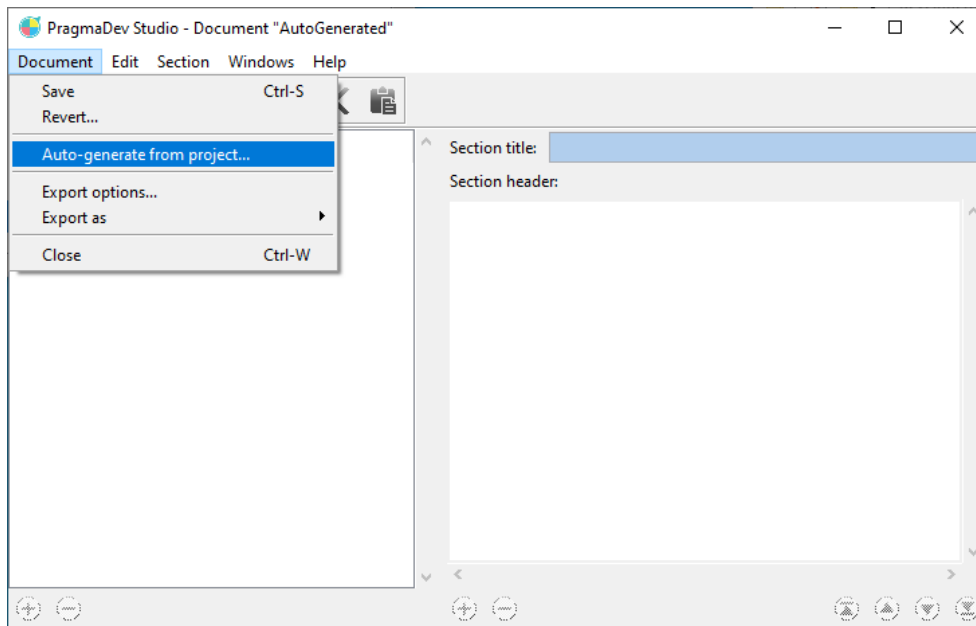 PragmaDev Studio - Document "AutoGenerated"
Document Edit Section Windows Help
Save Ctrl-S
Revert...
Auto-generate from project...
Export options...
Export as
Close Ctrl-W
Section title:
Section header: